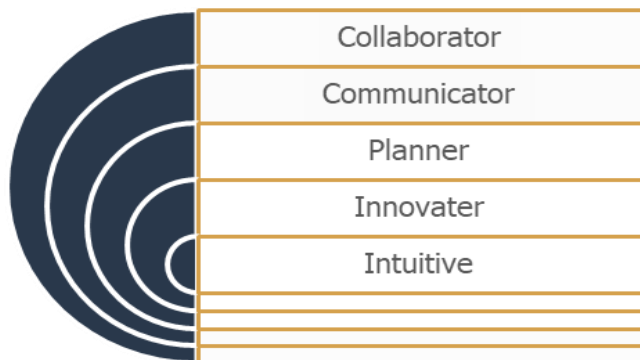 Collaborator
Communicator
Planner
Innovater
Intuitive